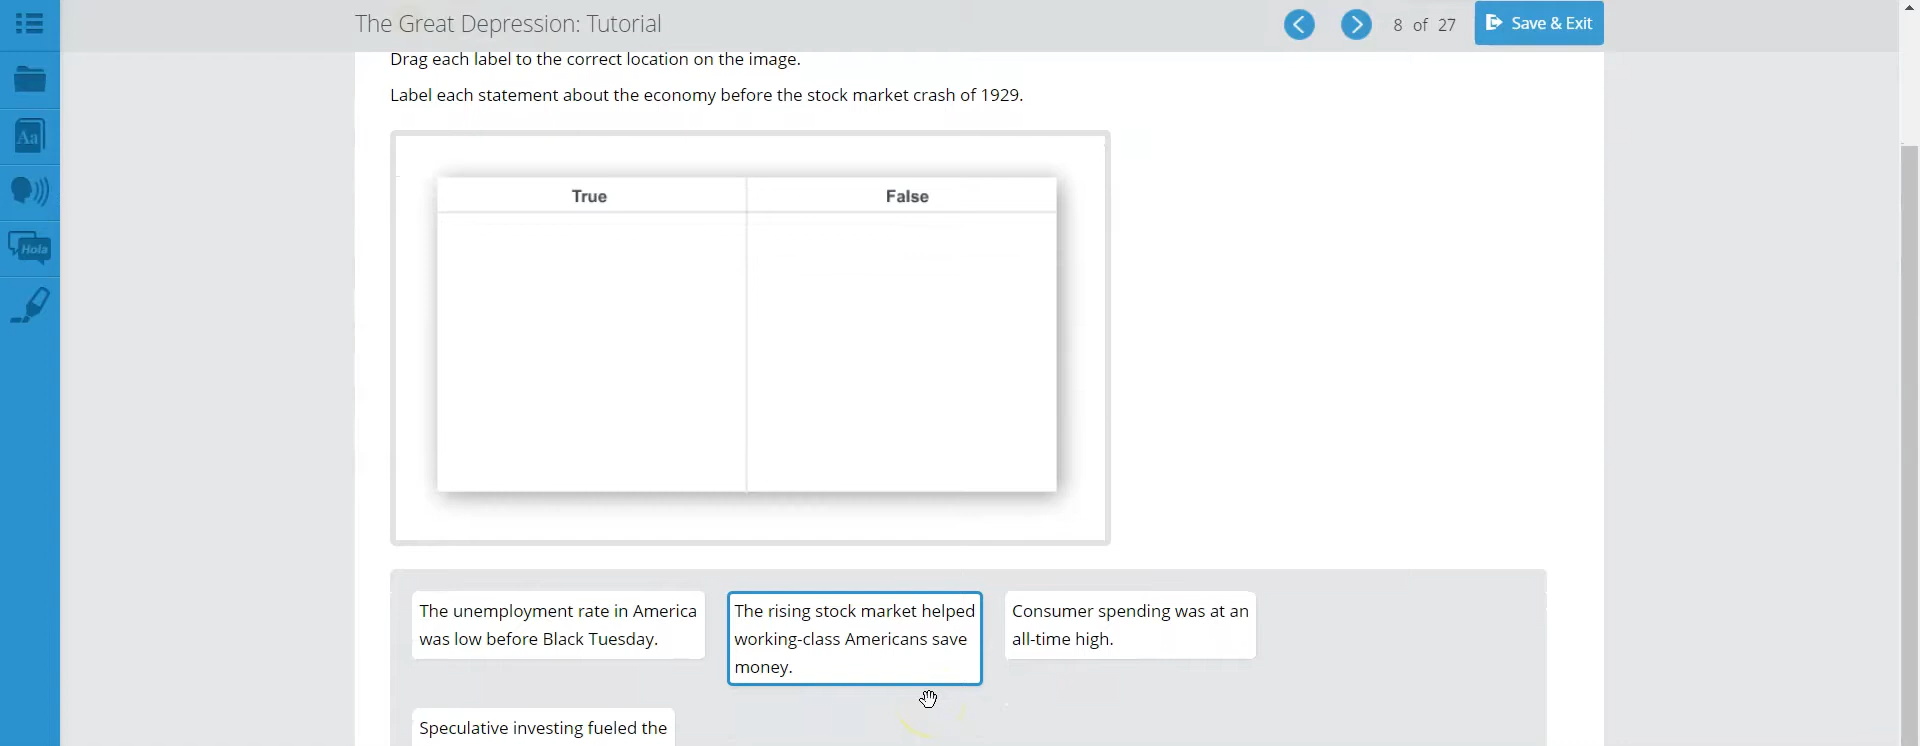 The Great Depression: Tutorial
8 of 27
Save & Exit
Aa
Hola
Drag each label to the correct location on the image.
Label each statement about the economy before the stock market crash of 1929.
True
False
The unemployment rate in America
was low before Black Tuesday.
The rising stock market helped
working-class Americans save
money.
Consumer spending was at an
all-time high.
Speculative investing fueled the